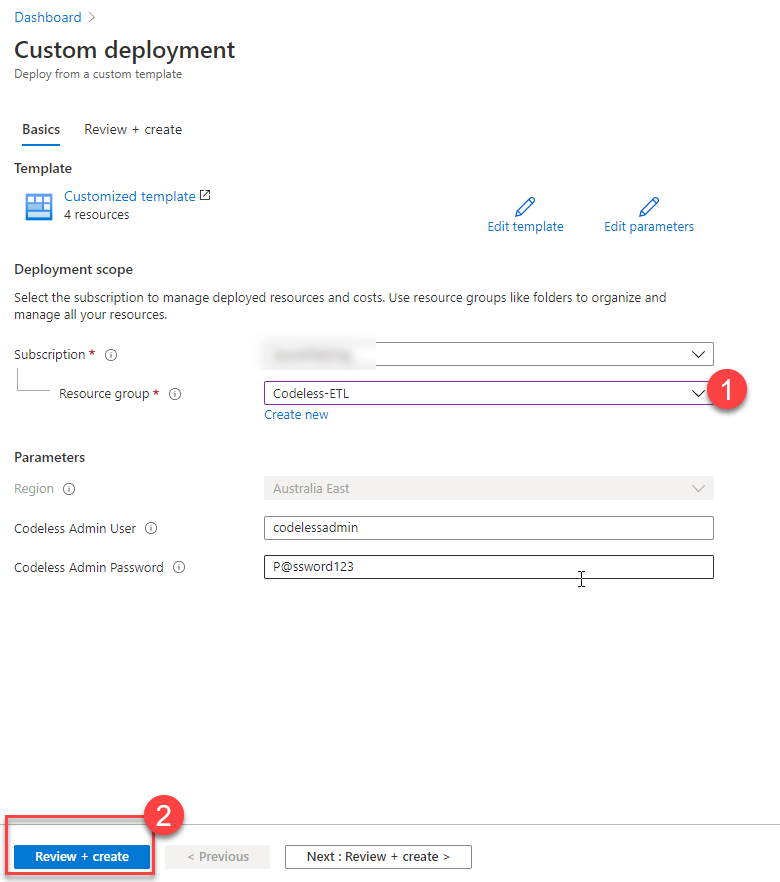 Dashboard >
Custom deployment
Deploy from a custom template
Basics Review + create
Template
Customized template
4 resources
Edit template Edit parameters
Deployment scope
Select the subscription to manage deployed resources and costs. Use resource groups like folders to organize and
manage all your resources.
Subscription *
Resource group * Codeless-ETL 1
Create new
Parameters
Region Australia East
Codeless Admin User codelessadmin
Codeless Admin Password P@ssword123
2
Review + create < Previous Next : Review + create >